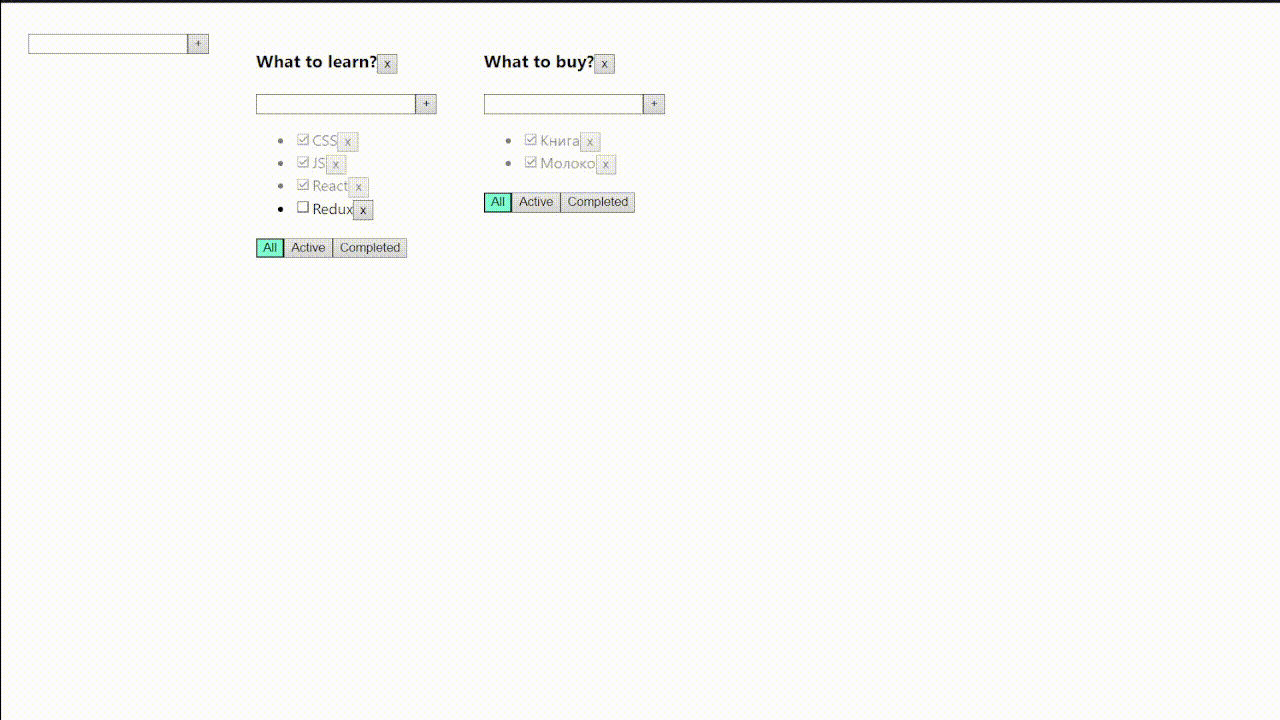 +
What to learn? x
+
CSS x
JS x
React x
Redux x
All Active Completed
What to buy? x
+
Книга x
Молоко x
All Active Completed